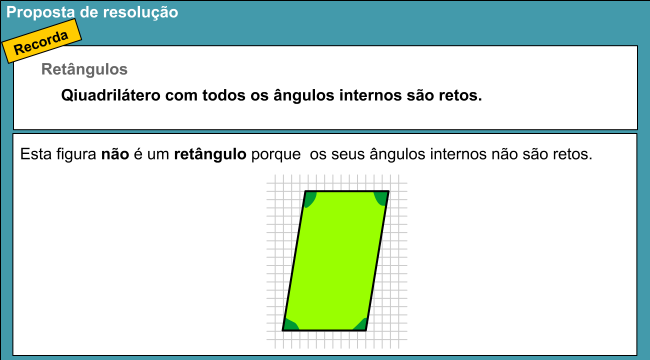 Proposta de resolução
Recorda
Retângulos
Qiuadrilátero com todos os ângulos internos são retos.
Esta figura não é um retângulo porque  os seus ângulos internos não são retos.